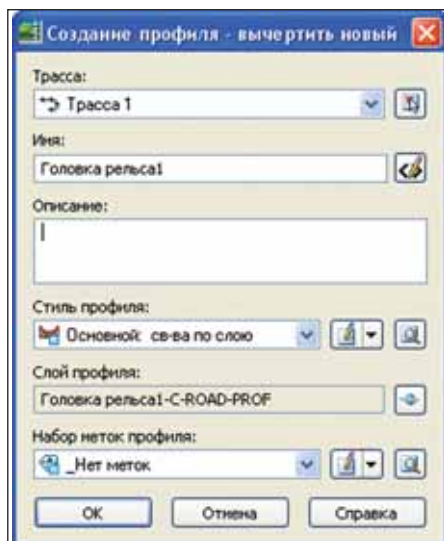 Создание профиля - вычертить новый
Трасса:
Трасса 1
Имя:
Головка рельса1
Описание:
Стиль профиля:
Основной: св-ва по слою
Слой профиля:
Головка рельса1-C-ROAD-PROF
Набор меток профиля:
_Нет меток
ОК
Отмена
Справка